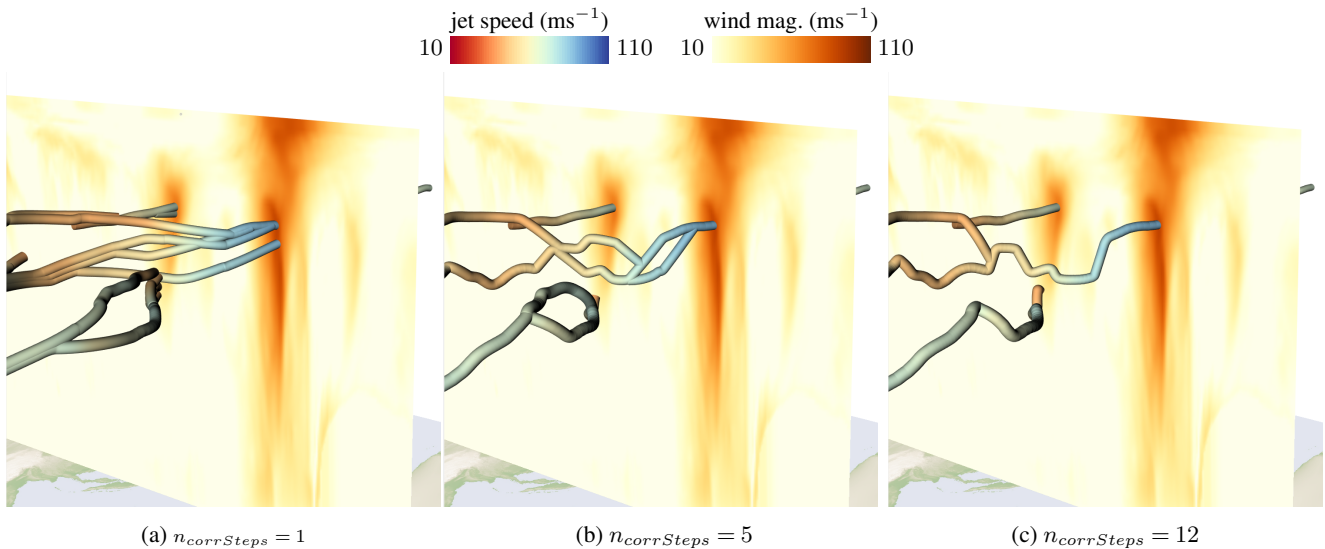 jet speed (ms⁻¹) wind mag. (ms⁻¹)
10 110 10 110
(a) n_corrSteps = 1 (b) n_corrSteps = 5 (c) n_corrSteps = 12